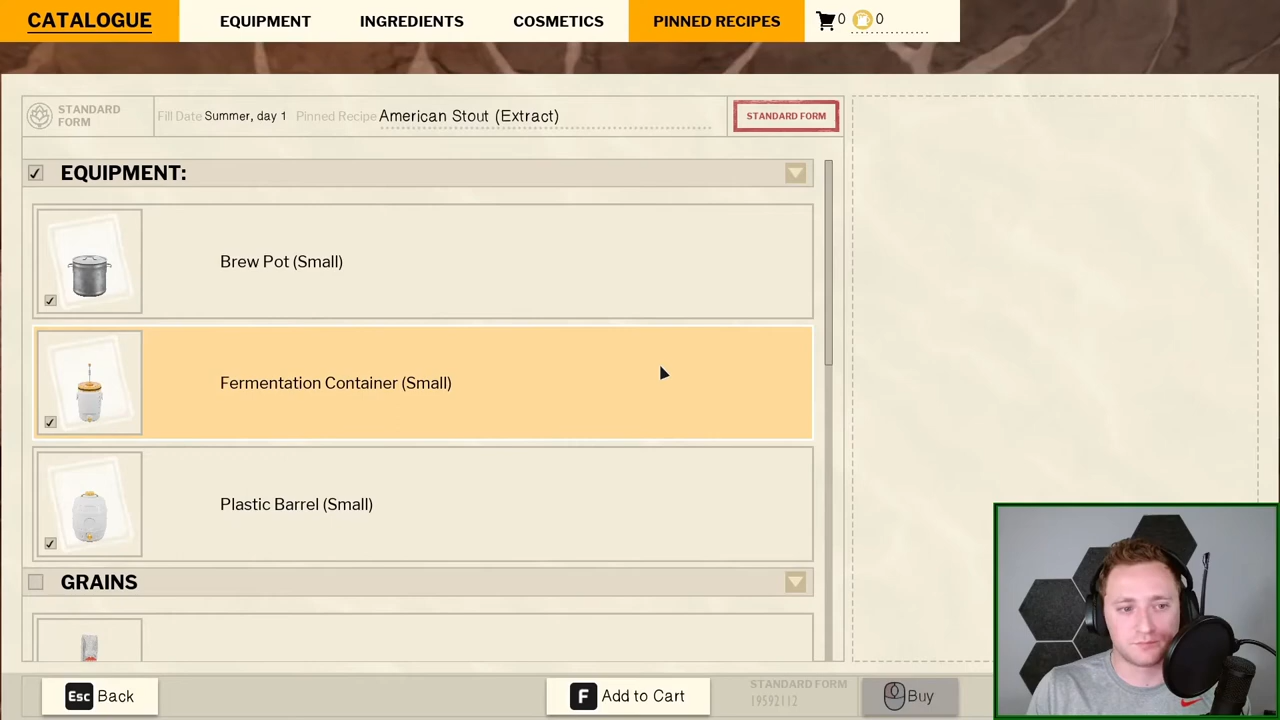 CATALOGUE EQUIPMENT INGREDIENTS COSMETICS PINNED RECIPES 0 0
STANDARD FORM Fill Date Summer, day 1 Pinned Recipe American Stout (Extract) STANDARD FORM
EQUIPMENT:
Brew Pot (Small)
Fermentation Container (Small)
Plastic Barrel (Small)
GRAINS
Esc Back F Add to Cart STANDARD FORM 19592112 Buy